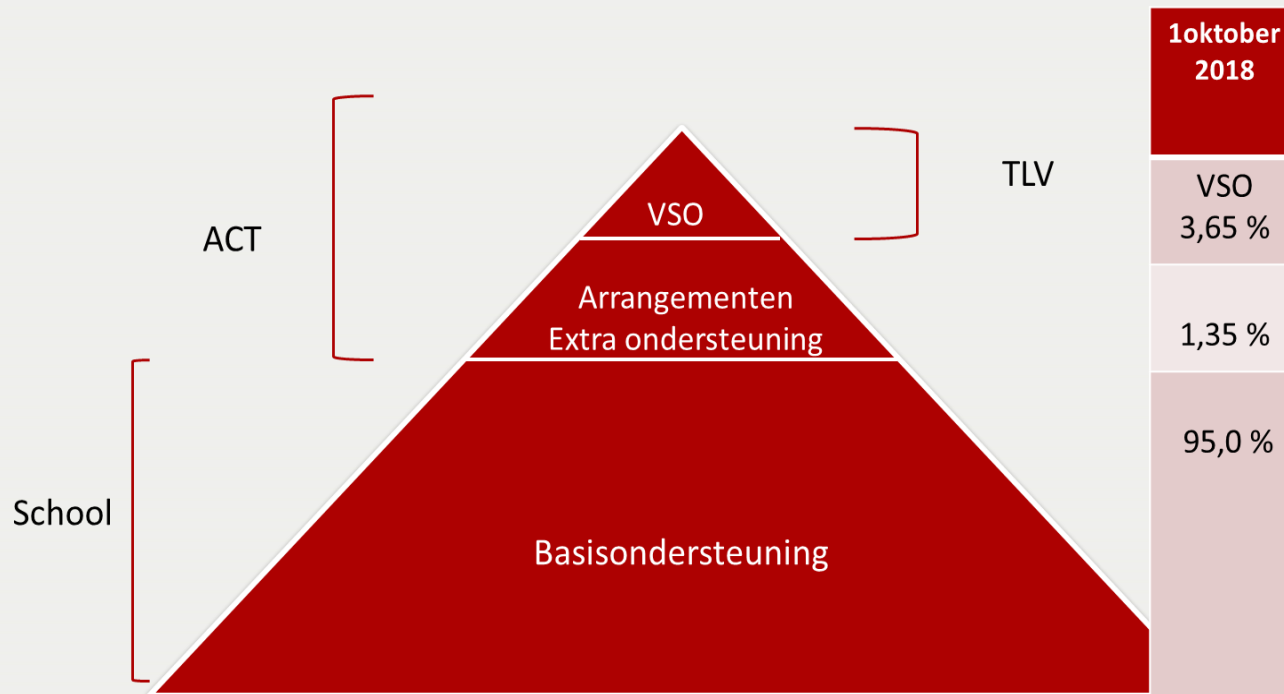 1oktober
2018
TLV
VSO
3,65 %
VSO
ACT
Arrangementen
Extra ondersteuning
1,35 %
95,0 %
School
Basisondersteuning